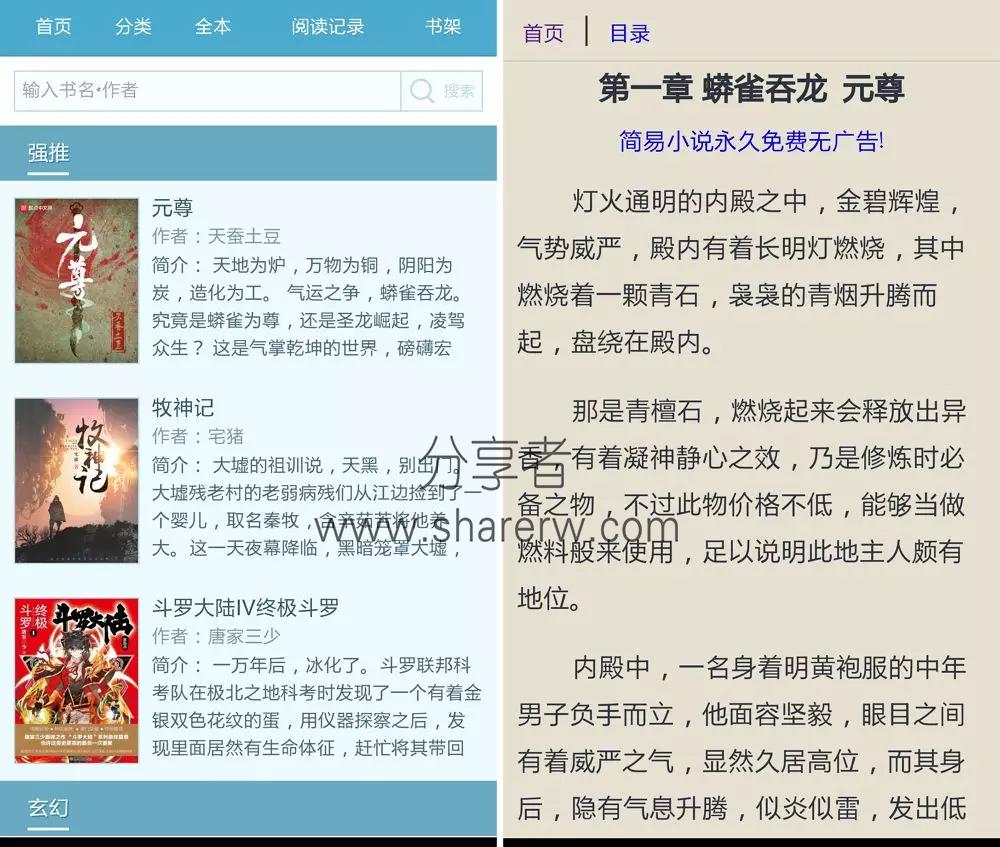 首页 分类 全本 阅读记录 书架
输入书名•作者
搜索
强推
元尊
元尊
作者：天蚕土豆
简介： 天地为炉，万物为铜，阴阳为
炭，造化为工。 气运之争，蟒雀吞龙。
究竟是蟒雀为尊，还是圣龙崛起，凌驾
众生？ 这是气掌乾坤的世界，磅礴宏
牧神记
牧神记
作者：宅猪
简介： 大墟的祖训说，天黑，别出门。
大墟残老村的老弱病残们从江边捡到了一
个婴儿，取名秦牧，含辛茹苦将他养
大。这一天夜幕降临，黑暗笼罩大墟，
终极
斗罗
斗罗大陆
斗罗大陆IV终极斗罗
作者：唐家三少
简介： 一万年后，冰化了。斗罗联邦科
考队在极北之地科考时发现了一个有着金
银双色花纹的蛋，用仪器探察之后，发
现里面居然有生命体征，赶忙将其带回
玄幻
首页 | 目录
第一章 蟒雀吞龙 元尊
简易小说永久免费无广告!
灯火通明的内殿之中，金碧辉煌，
气势威严，殿内有着长明灯燃烧，其中
燃烧着一颗青石，袅袅的青烟升腾而
起，盘绕在殿内。
那是青檀石，燃烧起来会释放出异
香，有着凝神静心之效，乃是修炼时必
备之物，不过此物价格不低，能够当做
燃料般来使用，足以说明此地主人颇有
地位。
内殿中，一名身着明黄袍服的中年
男子负手而立，他面容坚毅，眼目之间
有着威严之气，显然久居高位，而其身
后，隐有气息升腾，似炎似雷，发出低
分享者
www.sharerw.com